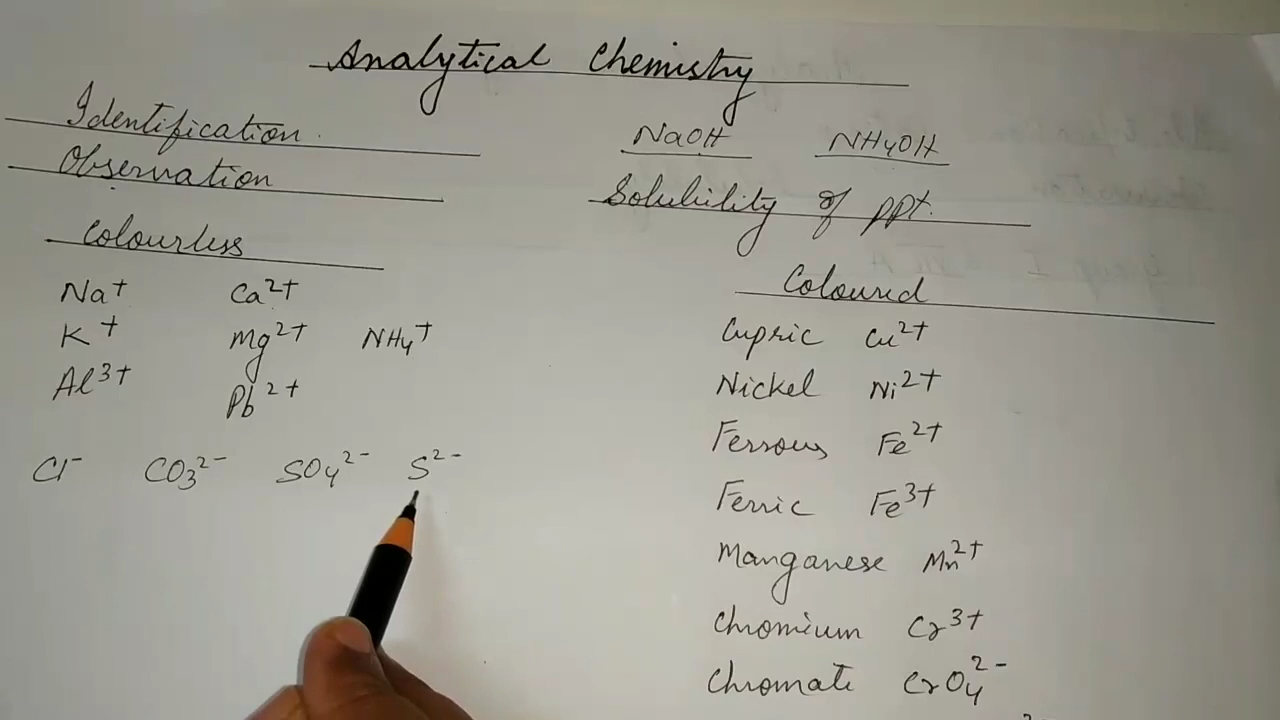 Analytical Chemistry
Identification.
Observation
Colourless
Na⁺ Ca²⁺
K⁺ Mg²⁺ NH₄⁺
Al³⁺ Pb²⁺
Cl⁻ CO₃²⁻ SO₄²⁻ S²⁻
NaOH NH₄OH
Solubility of ppt.
Coloured
Cupric Cu²⁺
Nickel Ni²⁺
Ferrous Fe²⁺
Ferric Fe³⁺
Manganese Mn²⁺
Chromium Cr³⁺
Chromate CrO₄²⁻